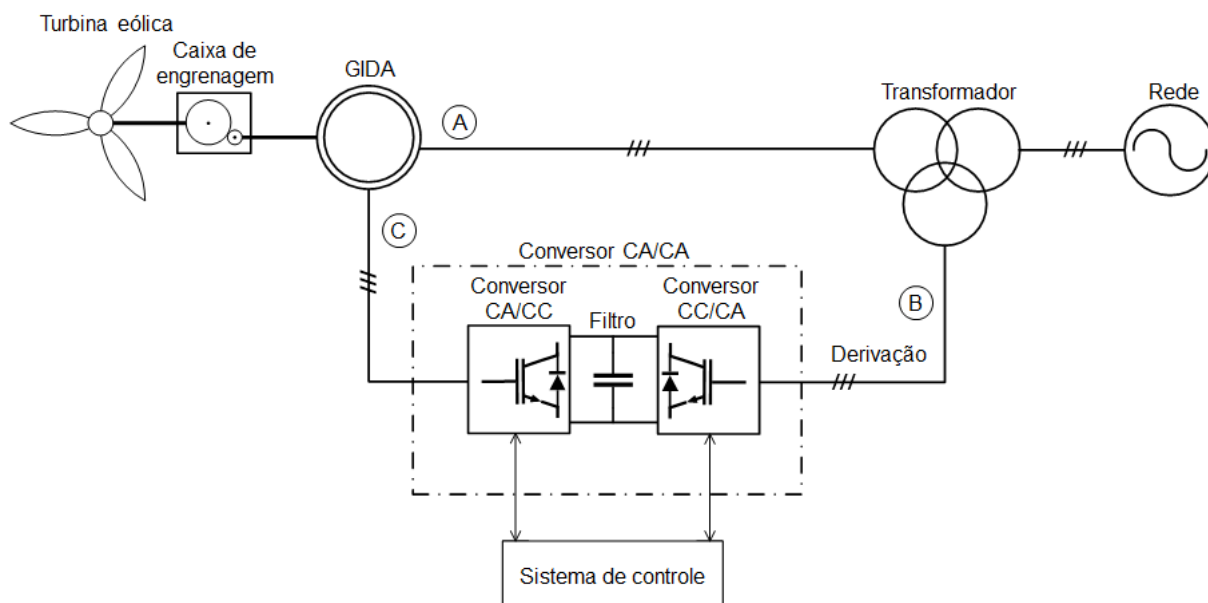 Turbina eólica
Caixa de
engrenagem
GIDA
A
Transformador
Rede
C
Conversor CA/CA
Conversor
CA/CC
Filtro
Conversor
CC/CA
B
Derivação
Sistema de controle